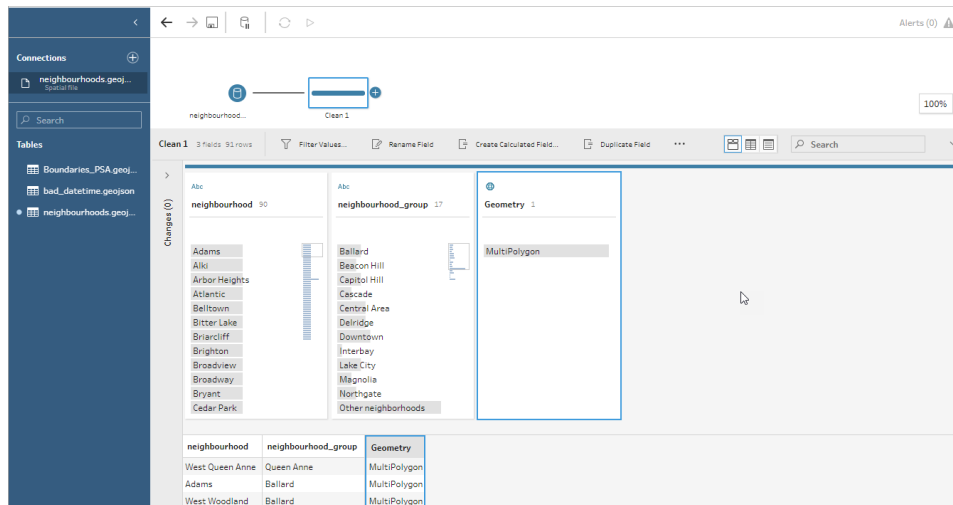 Alerts (0)
Connections
neighbourhoods.geoj...
Spatial file
Search
Tables
Boundaries_PSA.geoj...
bad_datetime.geojson
neighbourhoods.geoj...
neighbourhood...
Clean 1
100%
Clean 1 3 fields 91 rows Filter Values... Rename Field Create Calculated Field... Duplicate Field ... Search
Changes (0)
Abc
neighbourhood 90
Adams
Alki
Arbor Heights
Atlantic
Belltown
Bitter Lake
Briarcliff
Brighton
Broadview
Broadway
Bryant
Cedar Park
Abc
neighbourhood_group 17
Ballard
Beacon Hill
Capitol Hill
Cascade
Central Area
Delridge
Downtown
Interbay
Lake City
Magnolia
Northgate
Other neighborhoods
Geometry 1
MultiPolygon
neighbourhood neighbourhood_group Geometry
West Queen Anne Queen Anne MultiPolygon
Adams Ballard MultiPolygon
West Woodland Ballard MultiPolygon